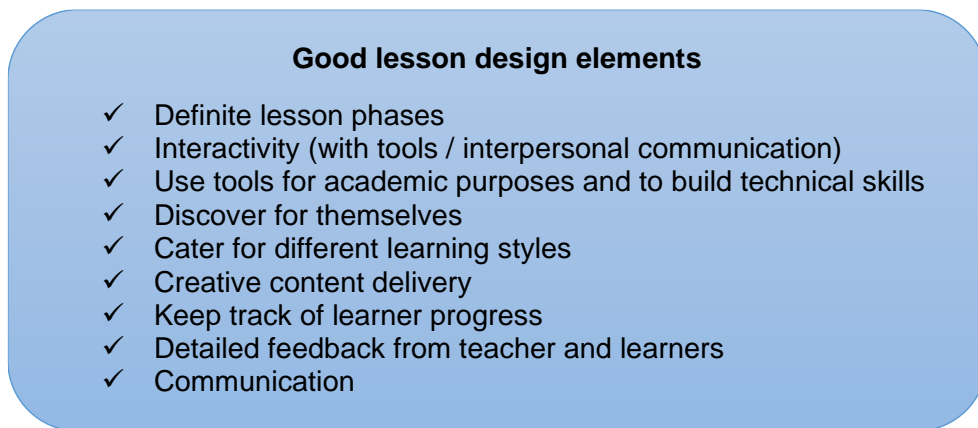 Good lesson design elements
✓ Definite lesson phases
✓ Interactivity (with tools / interpersonal communication)
✓ Use tools for academic purposes and to build technical skills
✓ Discover for themselves
✓ Cater for different learning styles
✓ Creative content delivery
✓ Keep track of learner progress
✓ Detailed feedback from teacher and learners
✓ Communication